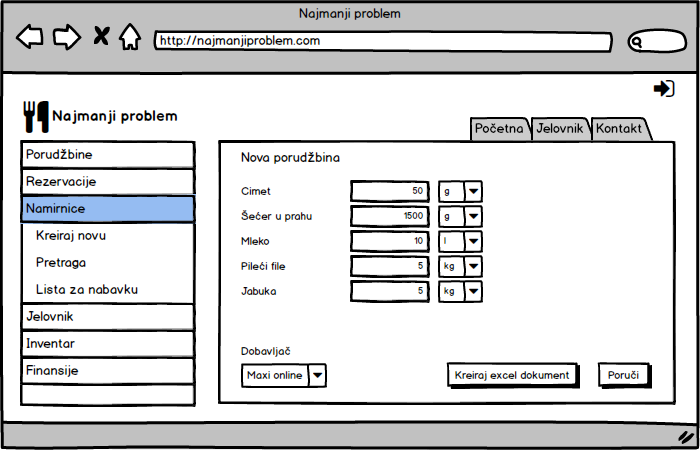 Najmanji problem
http://najmanjiproblem.com
Najmanji problem
Početna Jelovnik Kontakt
Porudžbine
Rezervacije
Namirnice
Kreiraj novu
Pretraga
Lista za nabavku
Jelovnik
Inventar
Finansije
Nova porudžbina
Cimet 50 g
Šećer u prahu 1500 g
Mleko 10 l
Pileći file 5 kg
Jabuka 5 kg
Dobavljač
Maxi online Kreiraj excel dokument Poruči